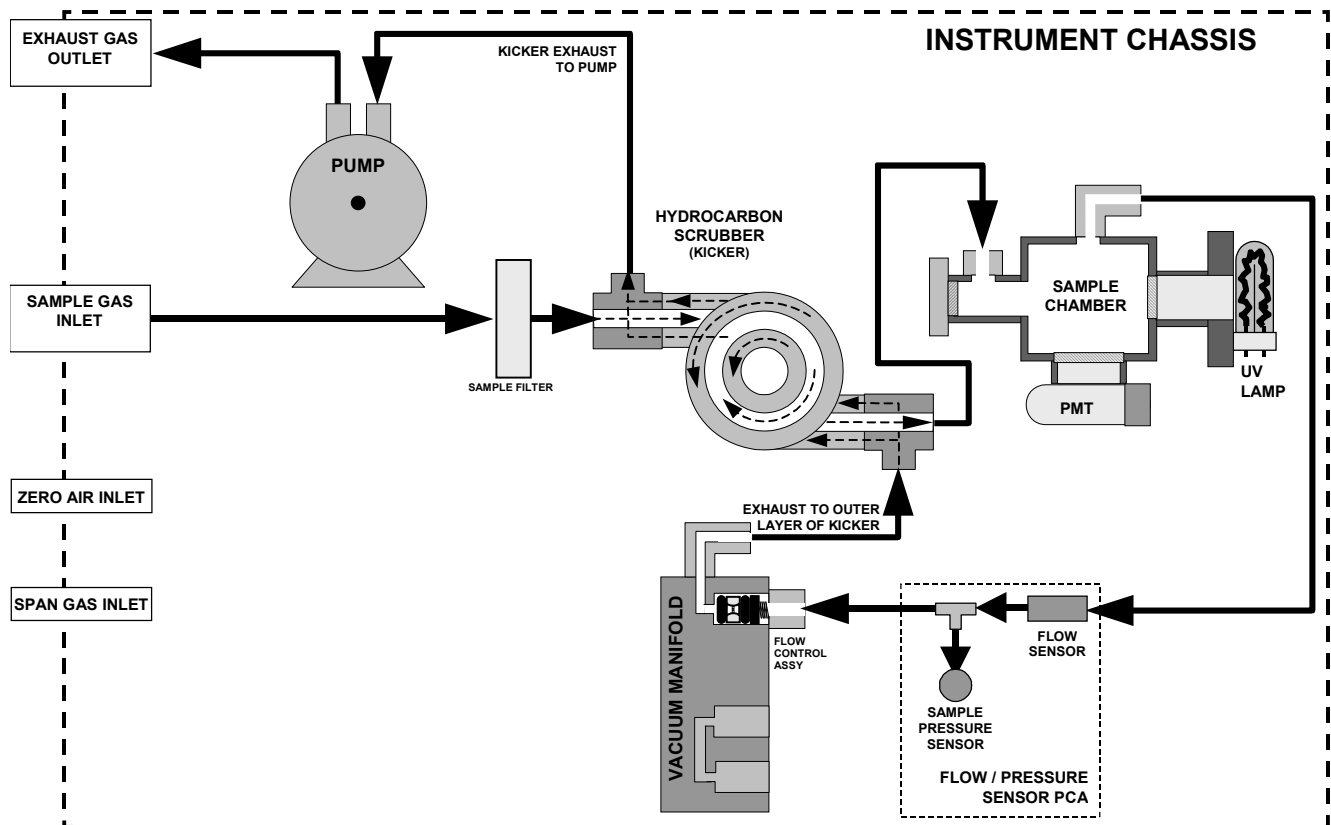 EXHAUST GAS
OUTLET
KICKER EXHAUST
TO PUMP
INSTRUMENT CHASSIS
PUMP
HYDROCARBON
SCRUBBER
(KICKER)
SAMPLE GAS
INLET
SAMPLE FILTER
SAMPLE
CHAMBER
UV
LAMP
PMT
ZERO AIR INLET
EXHAUST TO OUTER
LAYER OF KICKER
SPAN GAS INLET
VACUUM MANIFOLD
FLOW
CONTROL
ASSY
FLOW
SENSOR
SAMPLE
PRESSURE
SENSOR
FLOW / PRESSURE
SENSOR PCA